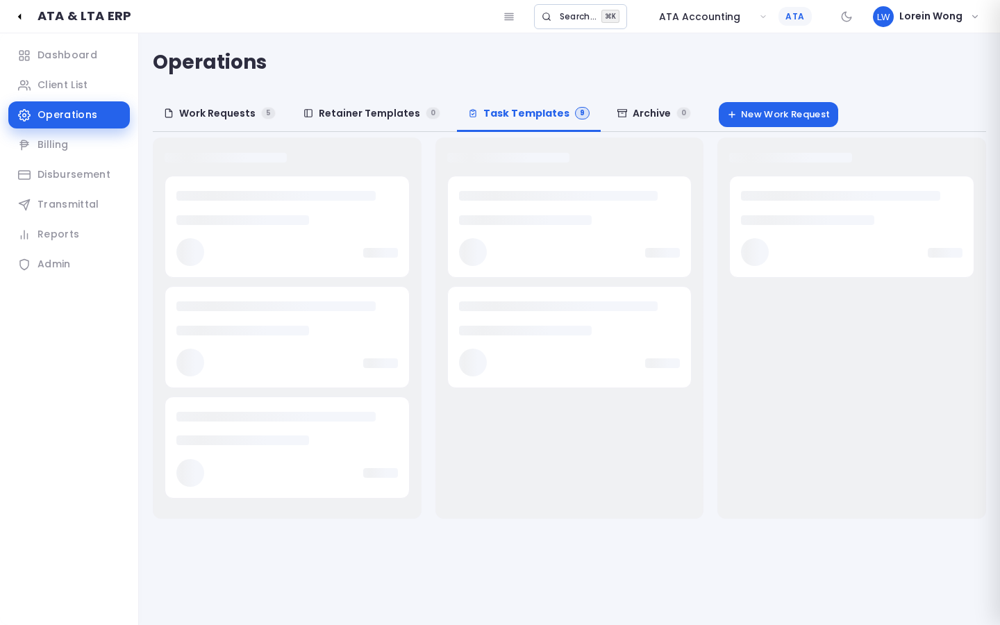 ATA & LTA ERP
Search... ⌘K
ATA Accounting
ATA
LW
Lorein Wong
Dashboard
Client List
Operations
Billing
Disbursement
Transmittal
Reports
Admin
Operations
Work Requests 5
Retainer Templates 0
Task Templates 9
Archive 0
New Work Request